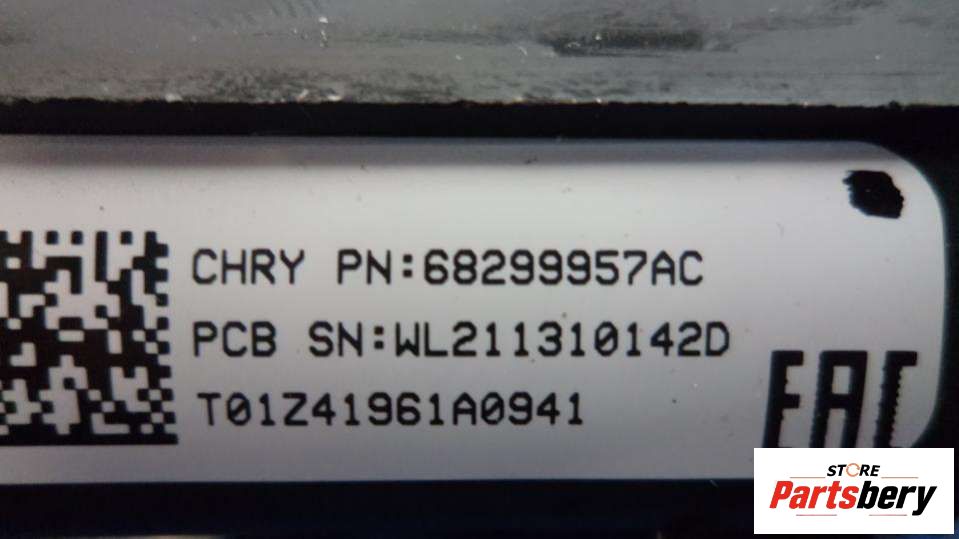 CHRY PN:68299957AC
PCB SN:WL211310142D
T01Z41961A0941
EAC
STORE
Partsbery